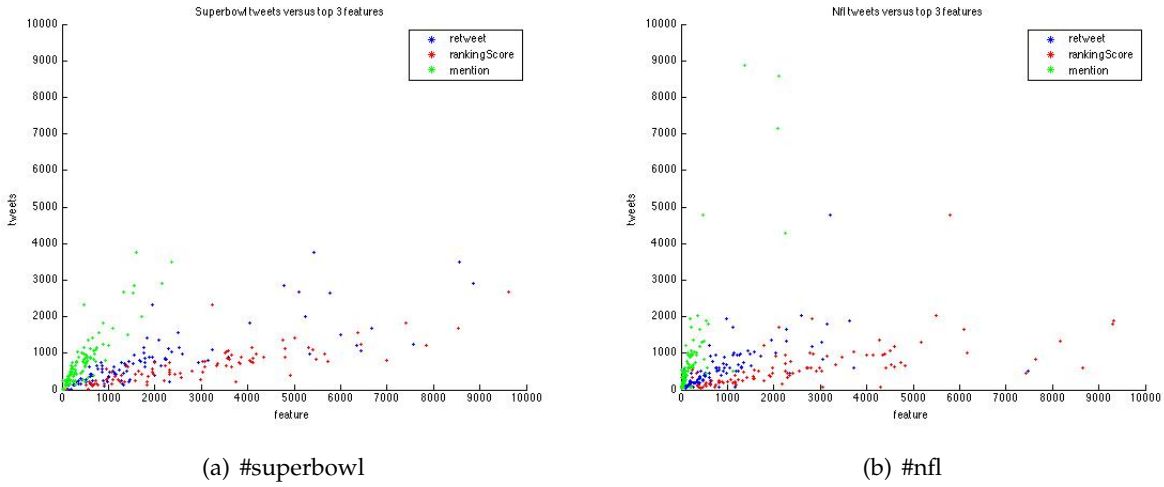 Superbowl tweets versus top 3 features
10000
9000
8000
7000
6000
5000
4000
3000
2000
1000
0
tweets
retweet
rankingScore
mention
0 1000 2000 3000 4000 5000 6000 7000 8000 9000 10000
feature
(a) #superbowl
Nfl tweets versus top 3 features
10000
9000
8000
7000
6000
5000
4000
3000
2000
1000
0
tweets
retweet
rankingScore
mention
0 1000 2000 3000 4000 5000 6000 7000 8000 9000 10000
feature
(b) #nfl